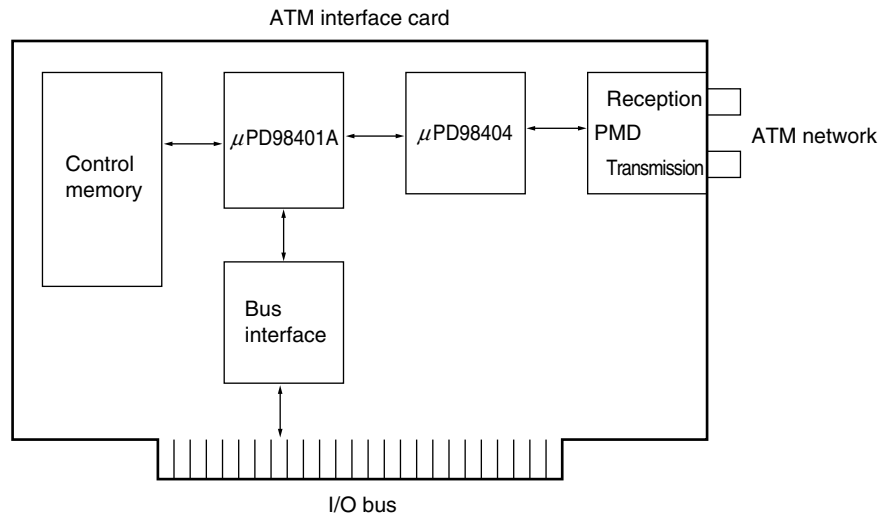 ATM interface card
Control
memory
μPD98401A
μPD98404
Reception
PMD
Transmission
ATM network
Bus
interface
I/O bus